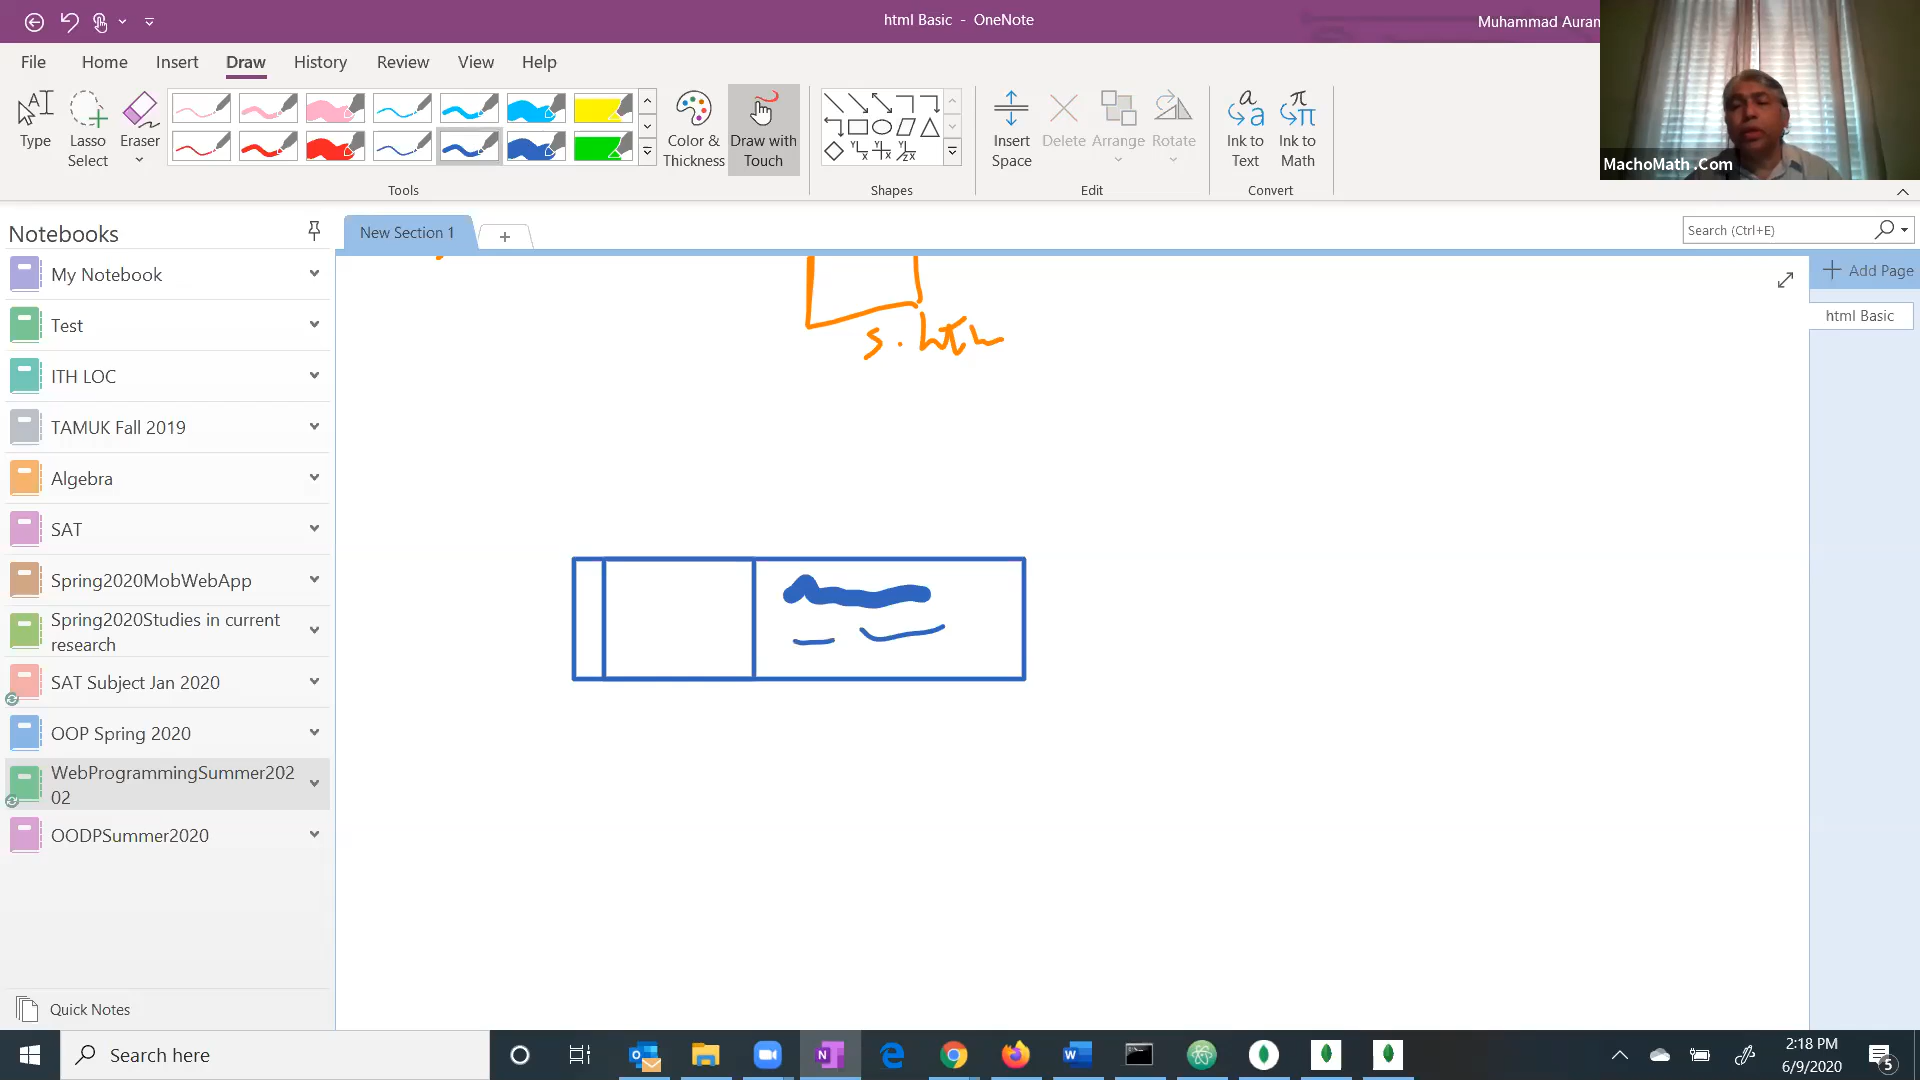 html Basic - OneNote
Muhammad Auran
File Home Insert Draw History Review View Help
Type
Lasso Select
Eraser
Color & Thickness
Draw with Touch
Insert Space
Delete
Arrange
Rotate
Ink to Text
Ink to Math
Tools
Shapes
Edit
Convert
MachoMath .Com
Notebooks
New Section 1
Search (Ctrl+E)
My Notebook
Add Page
html Basic
Test
ITH LOC
TAMUK Fall 2019
Algebra
SAT
Spring2020MobWebApp
Spring2020Studies in current
research
SAT Subject Jan 2020
OOP Spring 2020
WebProgrammingSummer202
02
OODPSummer2020
s. htm
Quick Notes
Search here
2:18 PM
6/9/2020
5